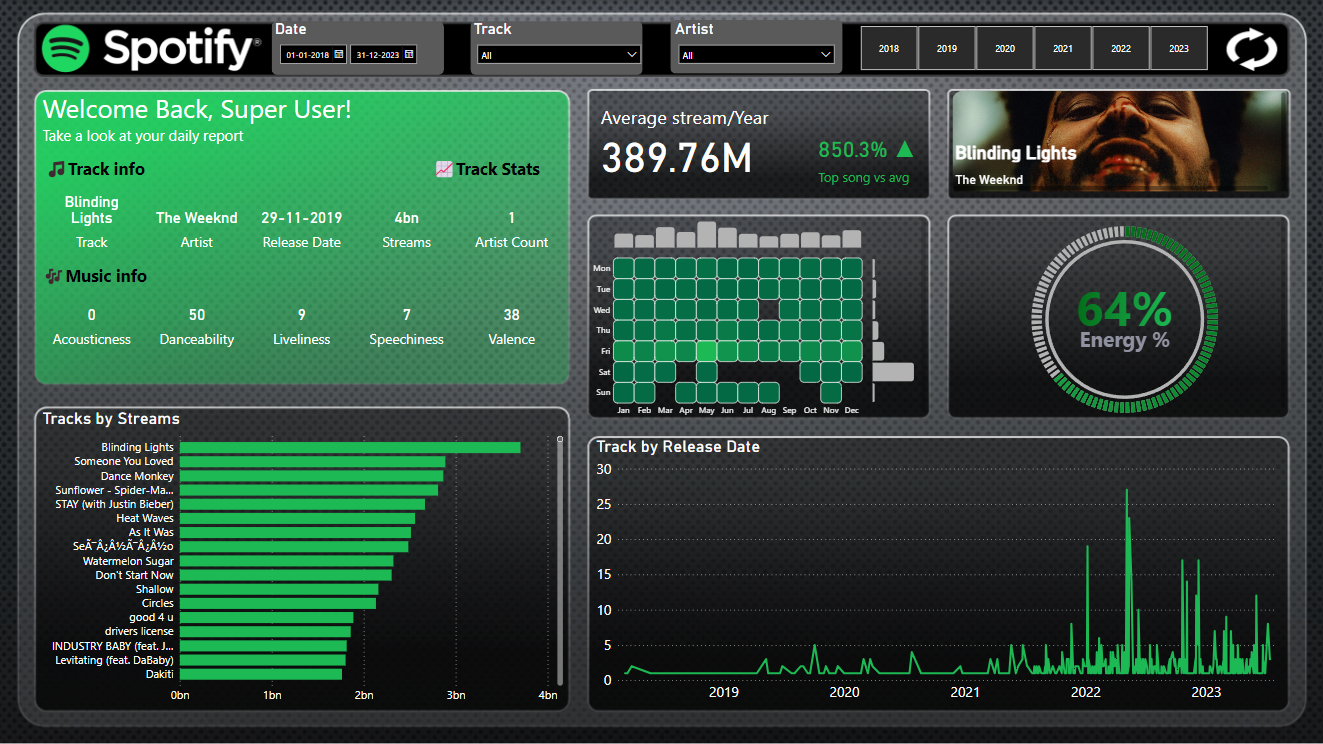 Spotify®
Date
01-01-2018
31-12-2023
Track
All
Artist
All
2018
2019
2020
2021
2022
2023
Welcome Back, Super User!
Take a look at your daily report
Track info
Track Stats
Blinding
Lights
The Weeknd
29-11-2019
4bn
1
Track
Artist
Release Date
Streams
Artist Count
Music info
0
50
9
7
38
Acousticness
Danceability
Liveliness
Speechiness
Valence
Average stream/Year
389.76M
850.3%
Top song vs avg
Blinding Lights
The Weeknd
Mon
Tue
Wed
Thu
Fri
Sat
Sun
Jan
Feb
Mar
Apr
May
Jun
Jul
Aug
Sep
Oct
Nov
Dec
64%
Energy %
Tracks by Streams
Blinding Lights
Someone You Loved
Dance Monkey
Sunflower - Spider-Ma...
STAY (with Justin Bieber)
Heat Waves
As It Was
SeÃ¯Â¿Â½Ã¯Â¿Â½o
Watermelon Sugar
Don't Start Now
Shallow
Circles
good 4 u
drivers license
INDUSTRY BABY (feat. J...
Levitating (feat. DaBaby)
Dakiti
0bn
1bn
2bn
3bn
4bn
Track by Release Date
30
25
20
15
10
5
0
2019
2020
2021
2022
2023